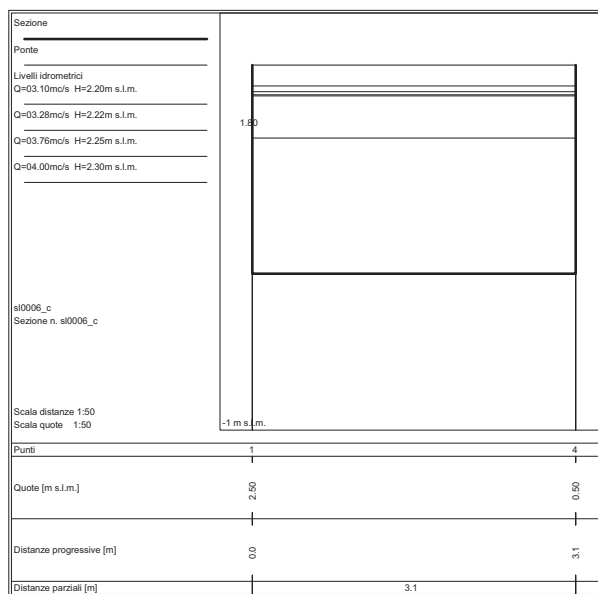 Sezione
Ponte
Livelli idrometrici
Q=03.10mc/s H=2.20m s.l.m.
Q=03.28mc/s H=2.22m s.l.m.
Q=03.76mc/s H=2.25m s.l.m.
Q=04.00mc/s H=2.30m s.l.m.
1.80
sl0006_c
Sezione n. sl0006_c
Scala distanze 1:50
Scala quote 1:50
-1 m s.l.m.
Punti 1 4
Quote [m s.l.m.] 2.50 0.50
Distanze progressive [m] 0.0 3.1
Distanze parziali [m] 3.1